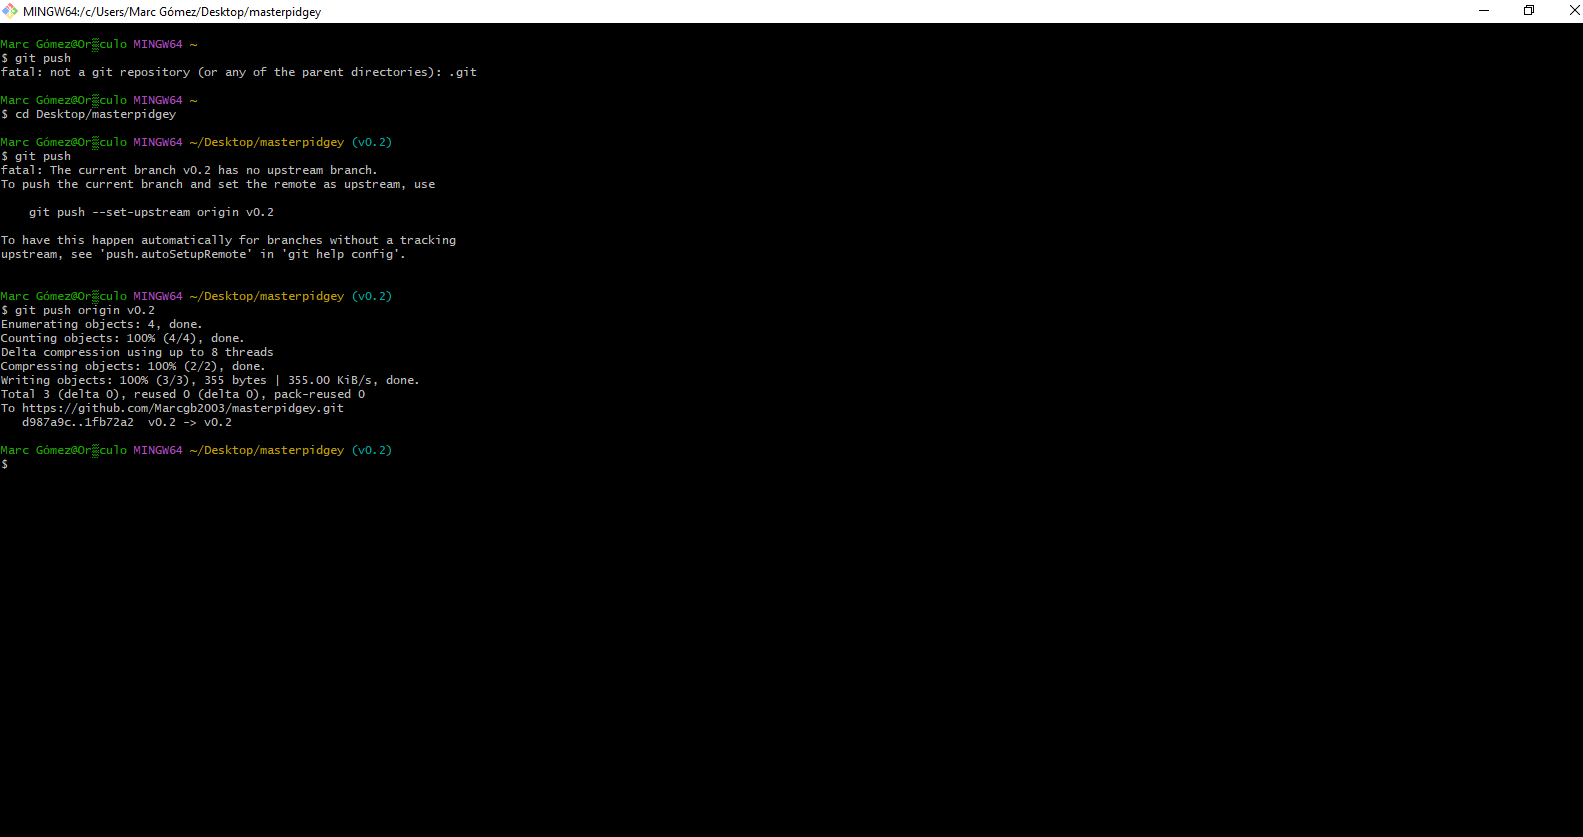 MINGW64:/c/Users/Marc Gómez/Desktop/masterpidgey
Marc Gómez@Or▒culo MINGW64 ~
$ git push
fatal: not a git repository (or any of the parent directories): .git
Marc Gómez@Or▒culo MINGW64 ~
$ cd Desktop/masterpidgey
Marc Gómez@Or▒culo MINGW64 ~/Desktop/masterpidgey (v0.2)
$ git push
fatal: The current branch v0.2 has no upstream branch.
To push the current branch and set the remote as upstream, use
    git push --set-upstream origin v0.2
To have this happen automatically for branches without a tracking
upstream, see 'push.autoSetupRemote' in 'git help config'.
Marc Gómez@Or▒culo MINGW64 ~/Desktop/masterpidgey (v0.2)
$ git push origin v0.2
Enumerating objects: 4, done.
Counting objects: 100% (4/4), done.
Delta compression using up to 8 threads
Compressing objects: 100% (2/2), done.
Writing objects: 100% (3/3), 355 bytes | 355.00 KiB/s, done.
Total 3 (delta 0), reused 0 (delta 0), pack-reused 0
To https://github.com/Marcgb2003/masterpidgey.git
   d987a9c..1fb72a2  v0.2 -> v0.2
Marc Gómez@Or▒culo MINGW64 ~/Desktop/masterpidgey (v0.2)
$